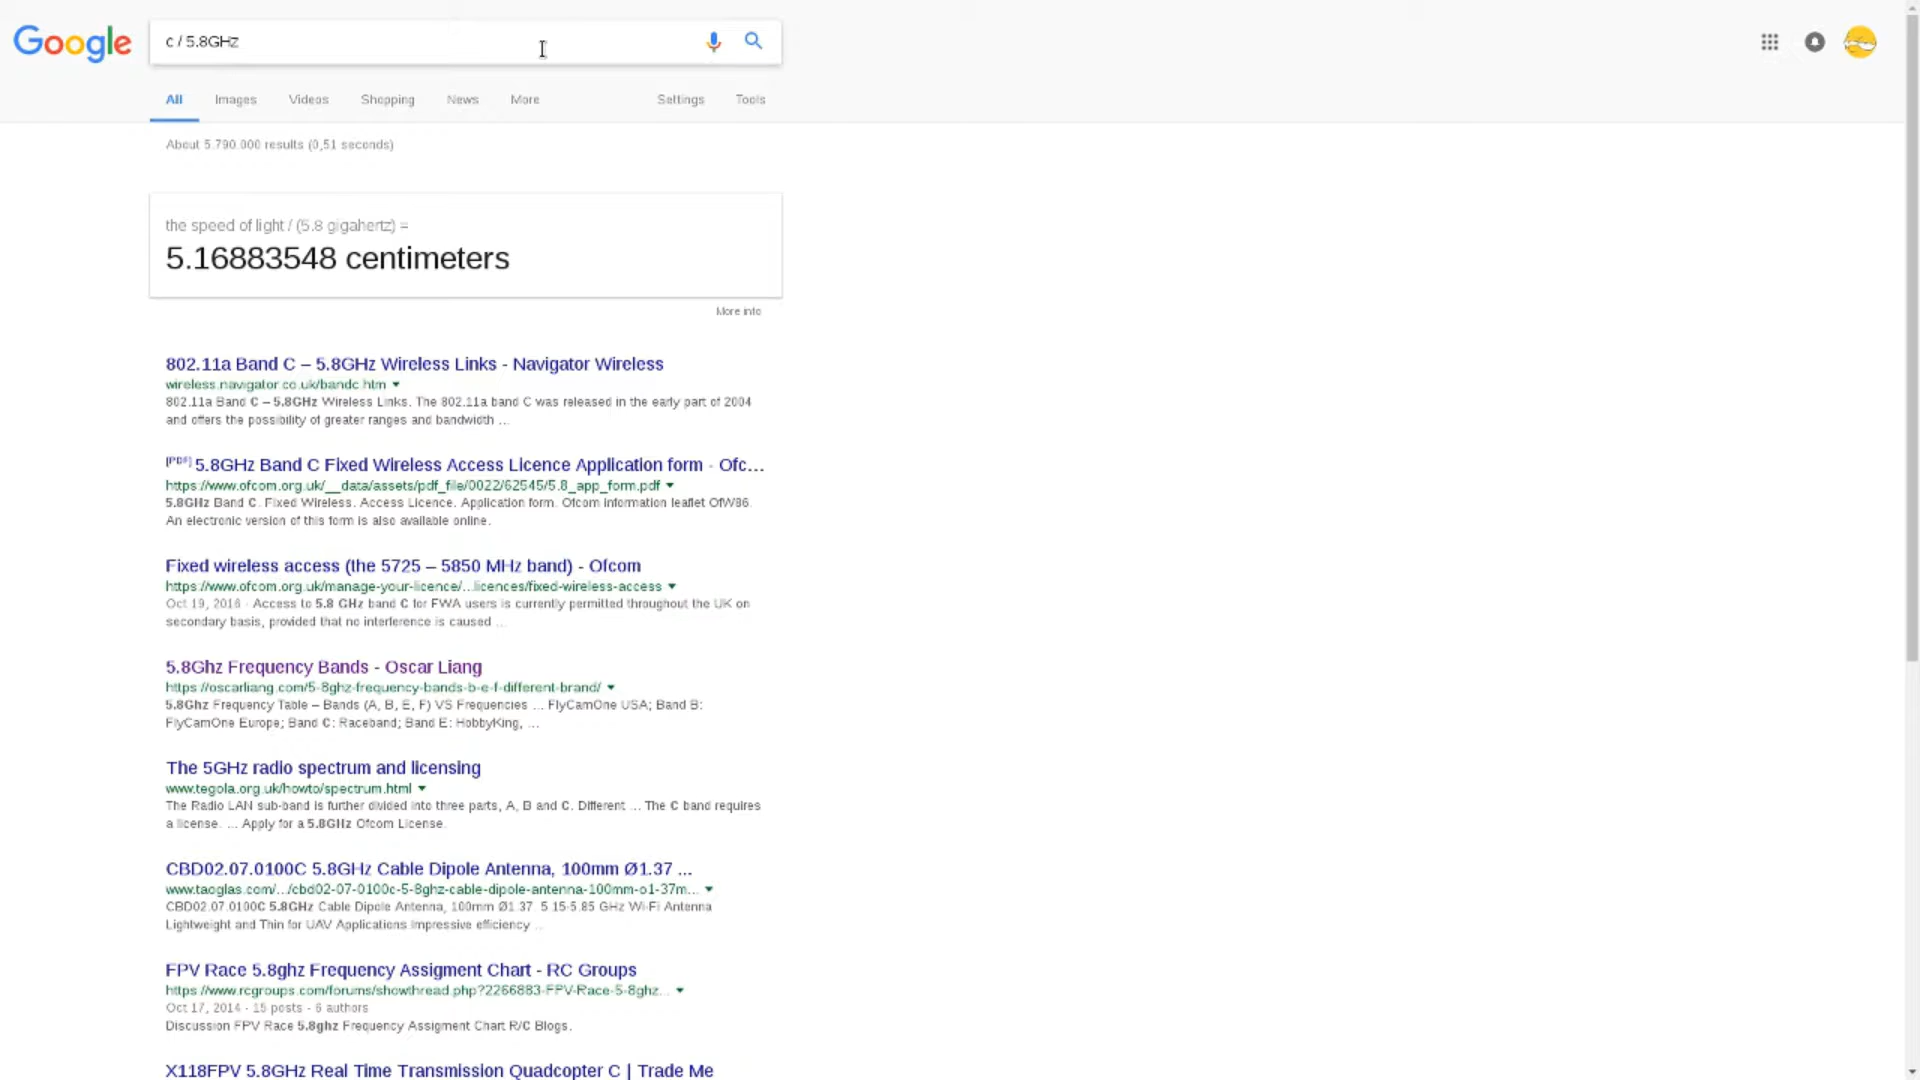 Google
c / 5.8GHz
All Images Videos Shopping News More Settings Tools
About 5.790.000 results (0,51 seconds)
the speed of light / (5.8 gigahertz) =
5.16883548 centimeters
More info
802.11a Band C – 5.8GHz Wireless Links - Navigator Wireless
wireless.navigator.co.uk/bandc.htm
802.11a Band C – 5.8GHz Wireless Links. The 802.11a band C was released in the early part of 2004
and offers the possibility of greater ranges and bandwidth ...
[PDF] 5.8GHz Band C Fixed Wireless Access Licence Application form - Ofc...
https://www.ofcom.org.uk/__data/assets/pdf_file/0022/62545/5.8_app_form.pdf
5.8GHz Band C. Fixed Wireless. Access Licence. Application form. Ofcom information leaflet OfW86.
An electronic version of this form is also available online.
Fixed wireless access (the 5725 – 5850 MHz band) - Ofcom
https://www.ofcom.org.uk/manage-your-licence/...licences/fixed-wireless-access
Oct 19, 2016 - Access to 5.8 GHz band C for FWA users is currently permitted throughout the UK on
secondary basis, provided that no interference is caused ...
5.8Ghz Frequency Bands - Oscar Liang
https://oscarliang.com/5-8ghz-frequency-bands-b-e-f-different-brand/
5.8Ghz Frequency Table – Bands (A, B, E, F) VS Frequencies ... FlyCamOne USA; Band B:
FlyCamOne Europe; Band C: Raceband; Band E: HobbyKing, ...
The 5GHz radio spectrum and licensing
www.tegola.org.uk/howto/spectrum.html
The Radio LAN sub-band is further divided into three parts, A, B and C. Different ... The C band requires
a license. ... Apply for a 5.8GHz Ofcom License.
CBD02.07.0100C 5.8GHz Cable Dipole Antenna, 100mm Ø1.37 ...
www.taoglas.com/.../cbd02-07-0100c-5-8ghz-cable-dipole-antenna-100mm-o1-37m...
CBD02.07.0100C 5.8GHz Cable Dipole Antenna, 100mm Ø1.37 5.15-5.85 GHz Wi-Fi Antenna
Lightweight and Thin for UAV Applications Impressive efficiency ...
FPV Race 5.8ghz Frequency Assigment Chart - RC Groups
https://www.rcgroups.com/forums/showthread.php?2266883-FPV-Race-5-8ghz...
Oct 17, 2014 - 15 posts - 6 authors
Discussion FPV Race 5.8ghz Frequency Assigment Chart R/C Blogs.
X118FPV 5.8GHz Real Time Transmission Quadcopter C | Trade Me